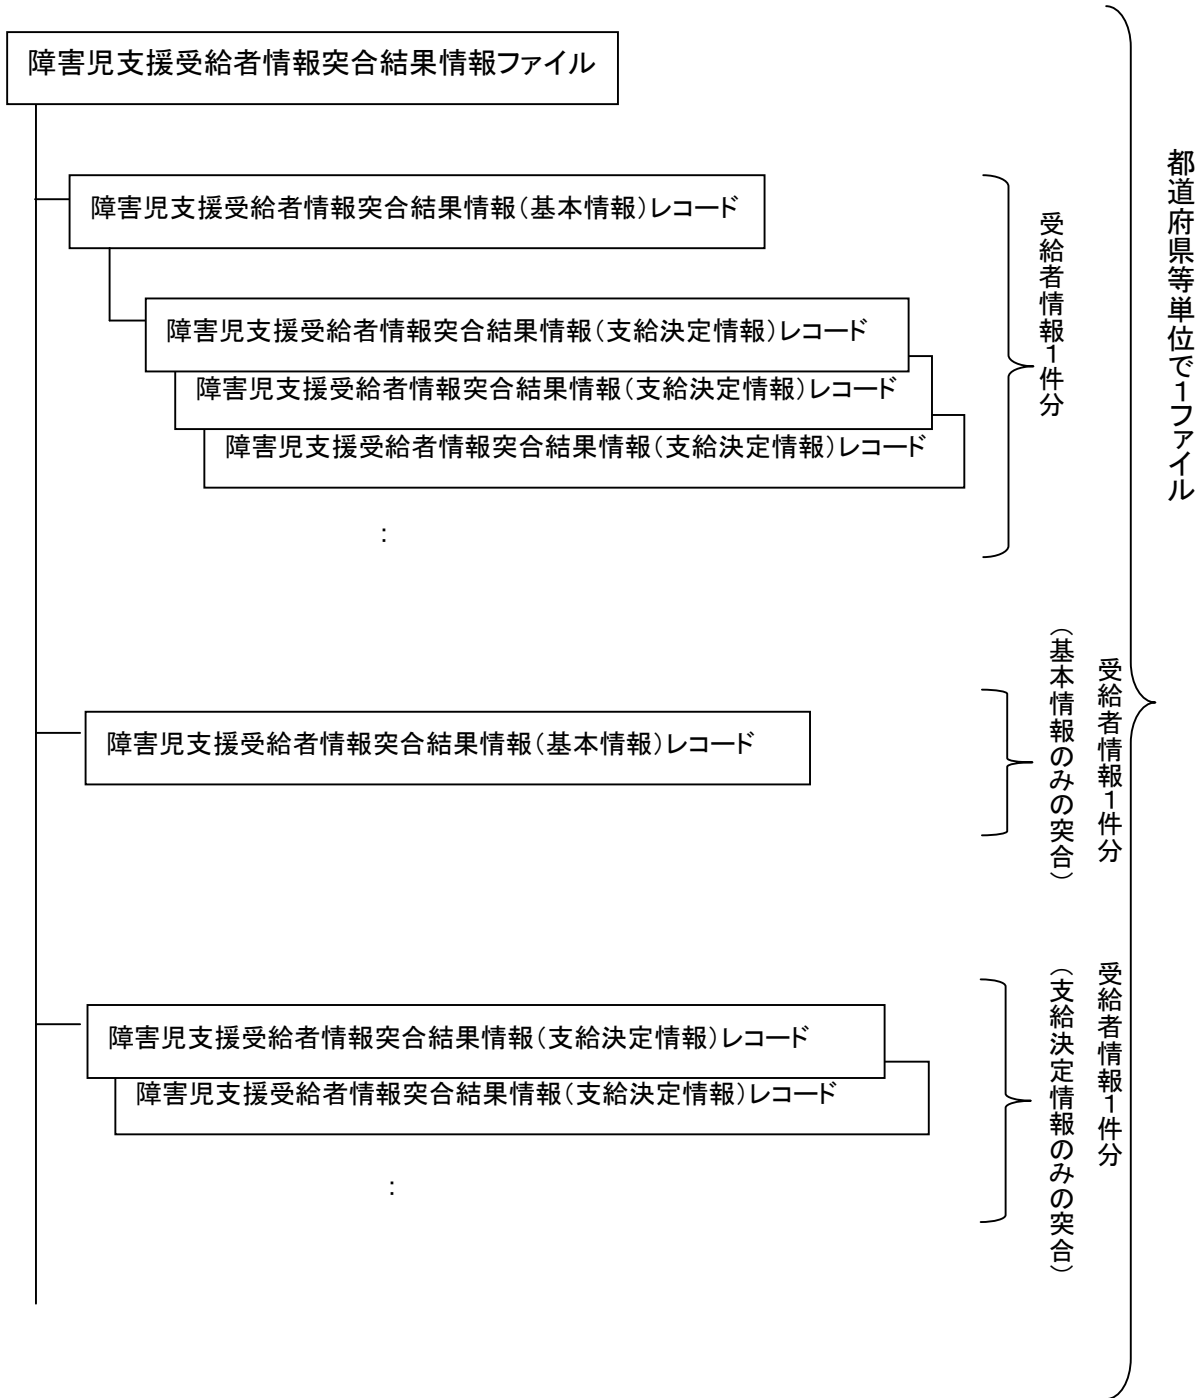 障害児支援受給者情報突合結果情報ファイル
障害児支援受給者情報突合結果情報（基本情報）レコード
障害児支援受給者情報突合結果情報（支給決定情報）レコード
障害児支援受給者情報突合結果情報（支給決定情報）レコード
障害児支援受給者情報突合結果情報（支給決定情報）レコード
：
受給者情報１件分
都道府県等単位で１ファイル
障害児支援受給者情報突合結果情報（基本情報）レコード
受給者情報１件分
（基本情報のみの突合）
障害児支援受給者情報突合結果情報（支給決定情報）レコード
障害児支援受給者情報突合結果情報（支給決定情報）レコード
：
受給者情報１件分
（支給決定情報のみの突合）